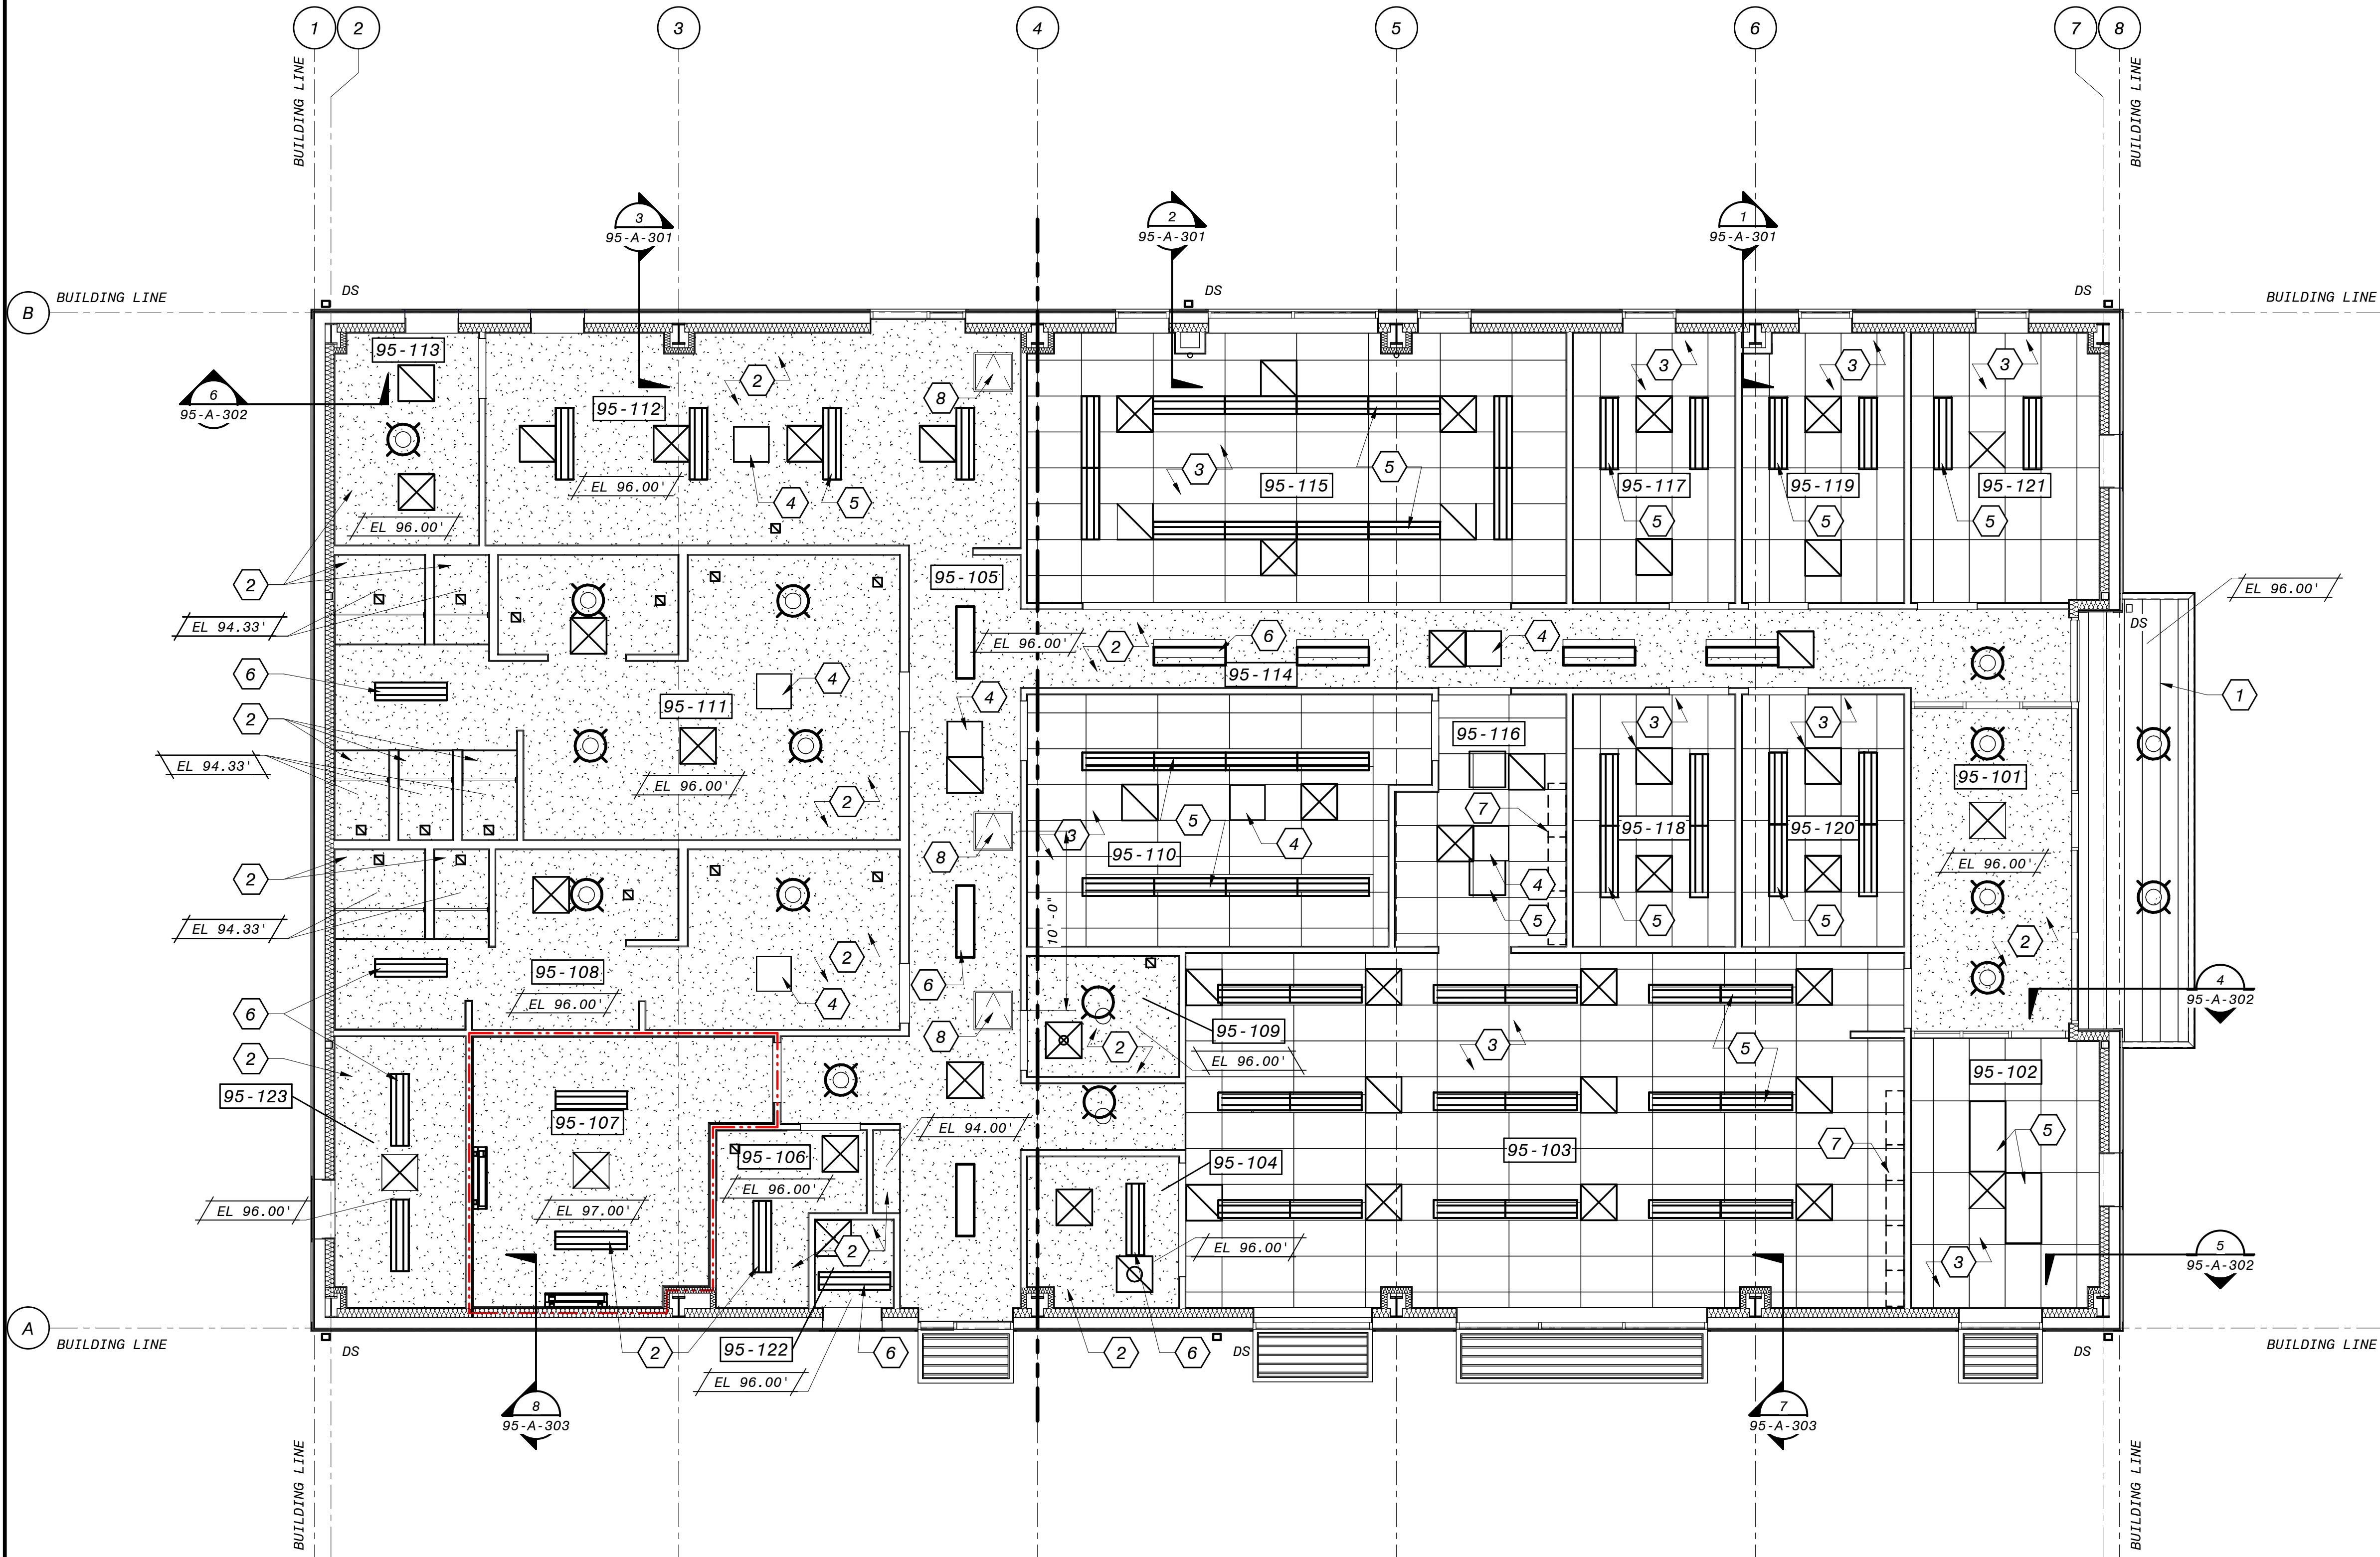 1
2
3
4
5
6
7
8
BUILDING LINE
BUILDING LINE
3
95-A-301
2
95-A-301
1
95-A-301
B
BUILDING LINE
DS
DS
DS
BUILDING LINE
95-113
6
95-A-302
2
95-112
8
3
3
3
EL 96.00'
EL 96.00'
4
5
3
5
95-115
95-117
95-119
95-121
5
5
5
2
95-105
EL 96.00'
EL 94.33'
EL 96.00'
2
6
4
95-114
DS
6
4
4
1
2
95-111
95-116
3
3
EL 94.33'
EL 96.00'
2
95-101
7
5
4
3
8
95-110
95-118
95-120
EL 96.00'
2
4
5
5
5
10'-0"
EL 94.33'
2
2
95-108
EL 96.00'
4
6
4
95-A-302
6
8
95-109
2
3
5
2
EL 96.00'
95-102
95-123
95-107
EL 94.00'
5
95-106
95-104
95-103
7
EL 96.00'
EL 96.00'
EL 97.00'
2
EL 96.00'
3
5
95-A-302
A
BUILDING LINE
DS
2
95-122
6
2
6
DS
DS
BUILDING LINE
EL 96.00'
8
95-A-303
7
95-A-303
BUILDING LINE
BUILDING LINE